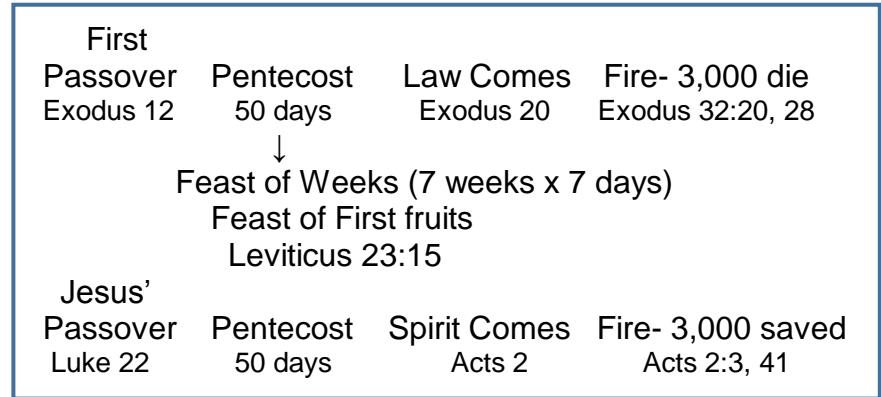 First
Passover Pentecost Law Comes Fire- 3,000 die
Exodus 12 50 days Exodus 20 Exodus 32:20, 28
↓
Feast of Weeks (7 weeks x 7 days)
Feast of First fruits
Leviticus 23:15
Jesus’
Passover Pentecost Spirit Comes Fire- 3,000 saved
Luke 22 50 days Acts 2 Acts 2:3, 41